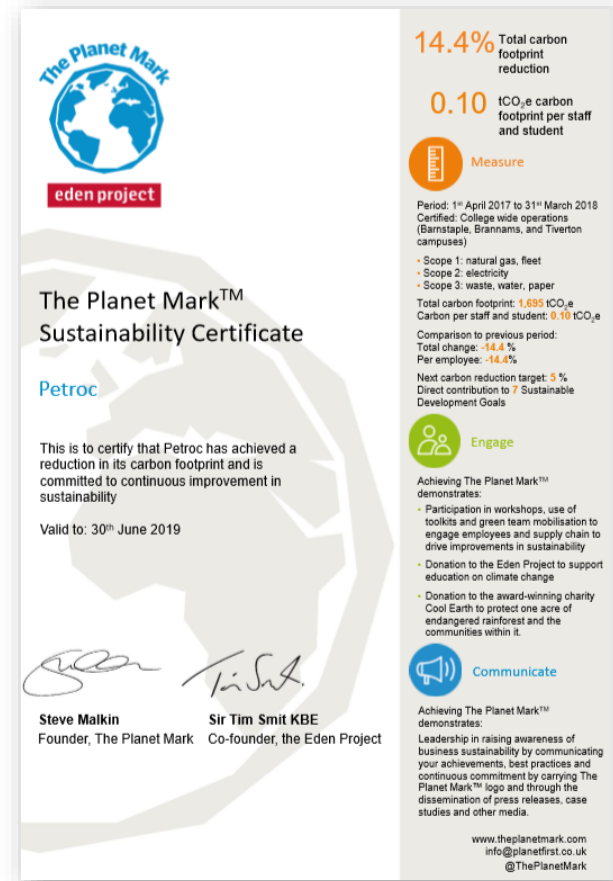 The Planet Mark
eden project
The Planet Mark™
Sustainability Certificate
Petroc
This is to certify that Petroc has achieved a
reduction in its carbon footprint and is
committed to continuous improvement in
sustainability
Valid to: 30th June 2019
Steve Malkin
Founder, The Planet Mark
Sir Tim Smit KBE
Co-founder, the Eden Project
14.4% Total carbon
footprint
reduction
0.10 tCO₂e carbon
footprint per staff
and student
Measure
Period: 1st April 2017 to 31st March 2018
Certified: College wide operations
(Barnstaple, Brannams, and Tiverton
campuses)
• Scope 1: natural gas, fleet
• Scope 2: electricity
• Scope 3: waste, water, paper
Total carbon footprint: 1,695 tCO₂e
Carbon per staff and student: 0.10 tCO₂e
Comparison to previous period:
Total change: -14.4 %
Per employee: -14.4%
Next carbon reduction target: 5 %
Direct contribution to 7 Sustainable
Development Goals
Engage
Achieving The Planet Mark™
demonstrates:
• Participation in workshops, use of
toolkits and green team mobilisation to
engage employees and supply chain to
drive improvements in sustainability
• Donation to the Eden Project to support
education on climate change
• Donation to the award-winning charity
Cool Earth to protect one acre of
endangered rainforest and the
communities within it.
Communicate
Achieving The Planet Mark™
demonstrates:
Leadership in raising awareness of
business sustainability by communicating
your achievements, best practices and
continuous commitment by carrying The
Planet Mark™ logo and through the
dissemination of press releases, case
studies and other media.
www.theplanetmark.com
info@planetfirst.co.uk
@ThePlanetMark